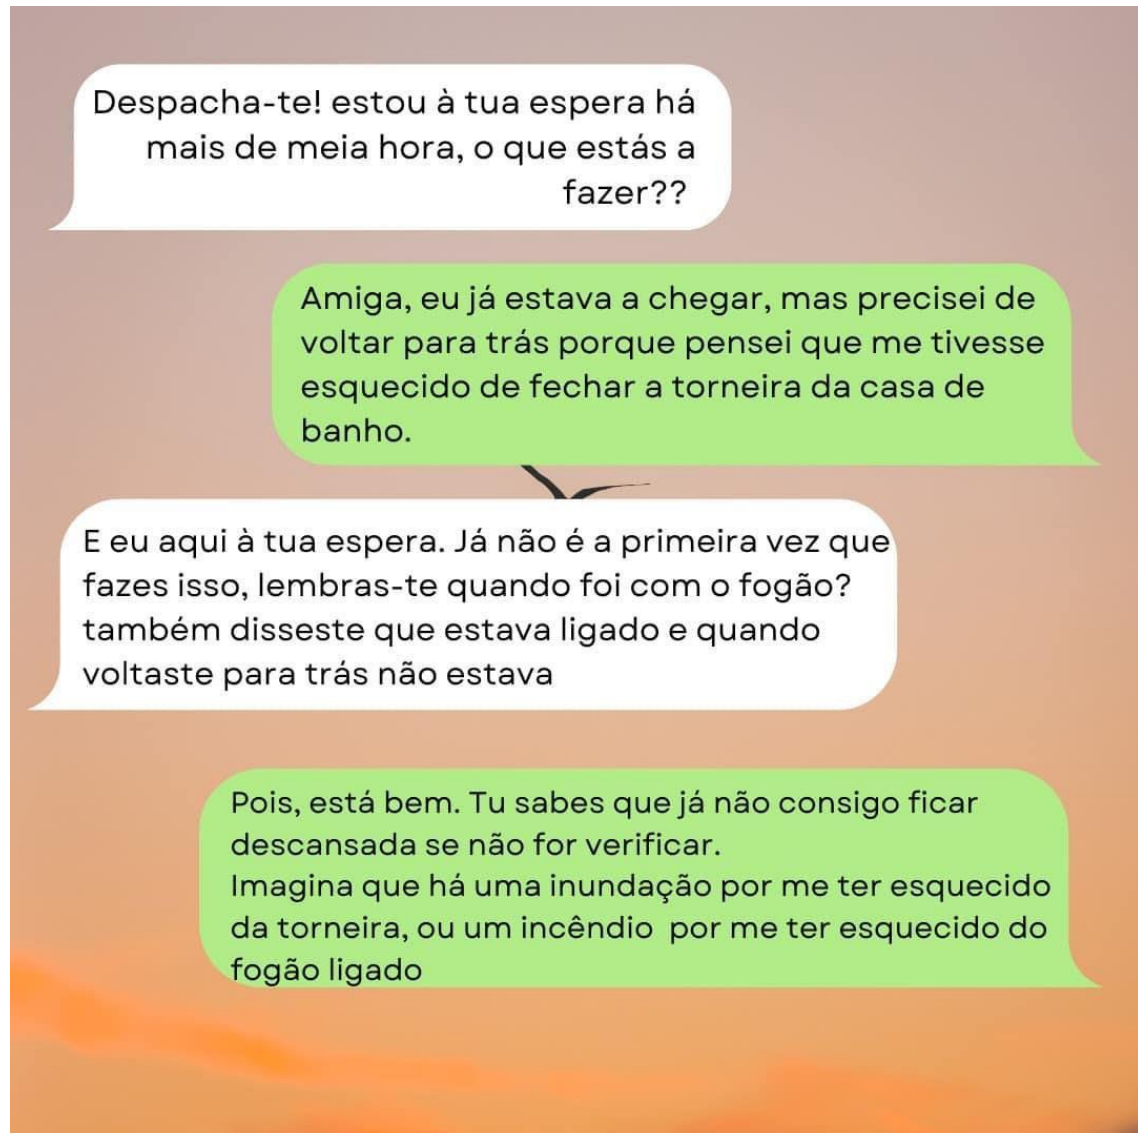 Despacha-te! estou à tua espera há
mais de meia hora, o que estás a
fazer??
Amiga, eu já estava a chegar, mas precisei de
voltar para trás porque pensei que me tivesse
esquecido de fechar a torneira da casa de
banho.
E eu aqui à tua espera. Já não é a primeira vez que
fazes isso, lembras-te quando foi com o fogão?
também disseste que estava ligado e quando
voltaste para trás não estava
Pois, está bem. Tu sabes que já não consigo ficar
descansada se não for verificar.
Imagina que há uma inundação por me ter esquecido
da torneira, ou um incêndio  por me ter esquecido do
fogão ligado